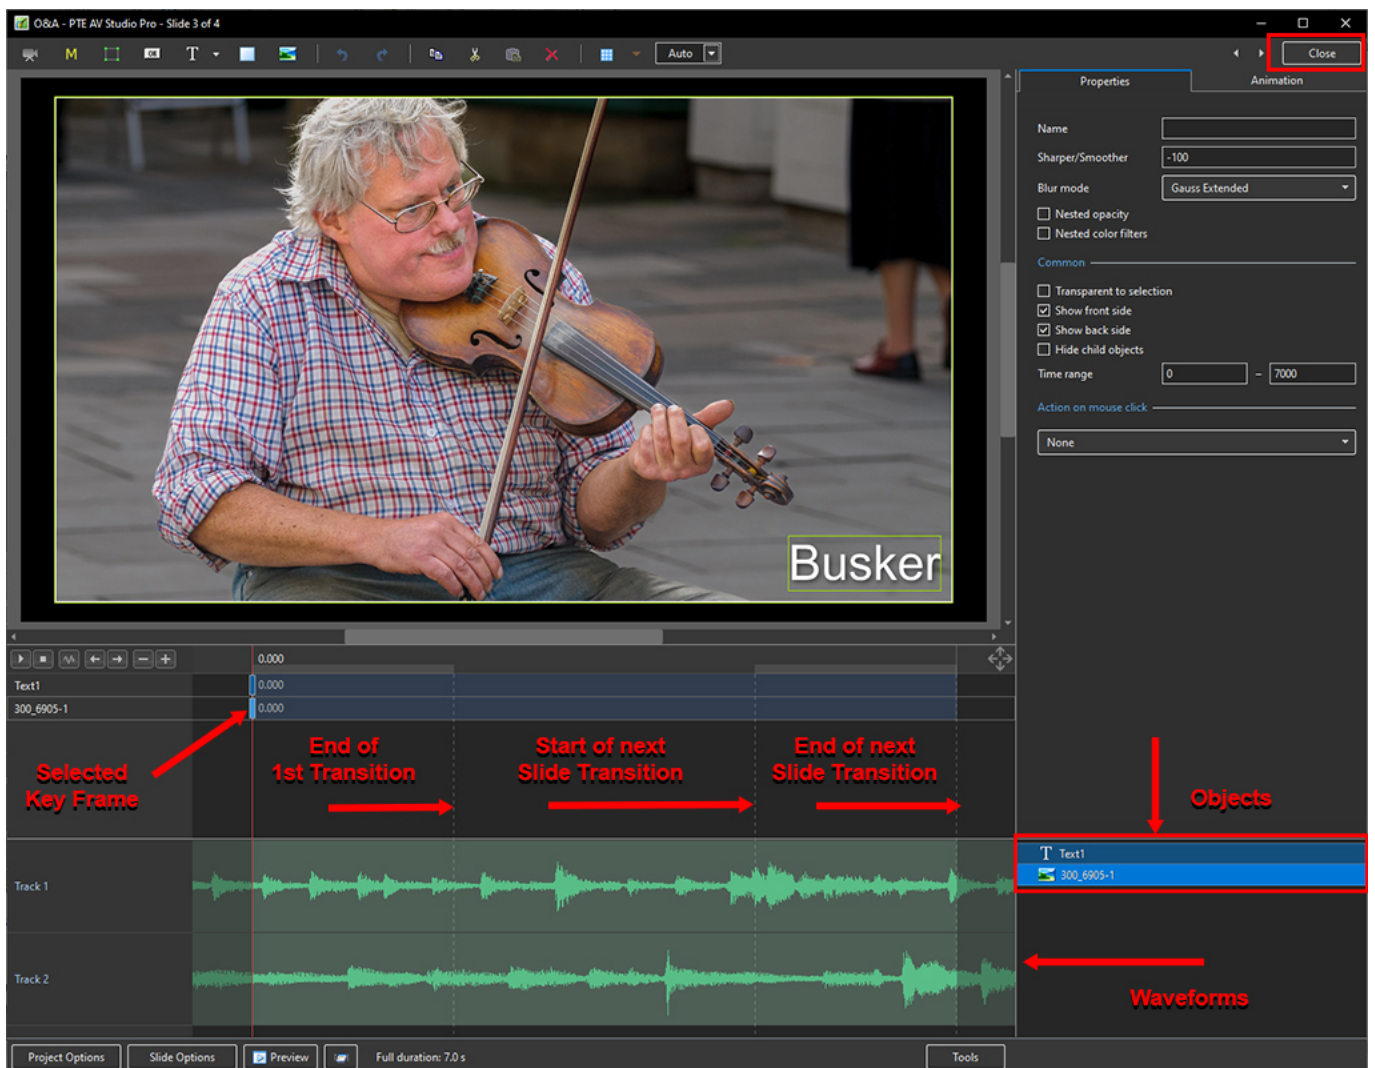 O&A - PTE AV Studio Pro - Slide 3 of 4
M
OK
T
Auto
Close
Properties
Animation
Name
Sharper/Smoother
-100
Blur mode
Gauss Extended
Nested opacity
Nested color filters
Common
Transparent to selection
Show front side
Show back side
Hide child objects
Time range
0 - 7000
Action on mouse click
None
Busker
0.000
Text1
0.000
300_6905-1
0.000
Selected
Key Frame
End of
1st Transition
Start of next
Slide Transition
End of next
Slide Transition
Objects
T Text1
300_6905-1
Track 1
Track 2
Waveforms
Project Options
Slide Options
Preview
Full duration: 7.0 s
Tools